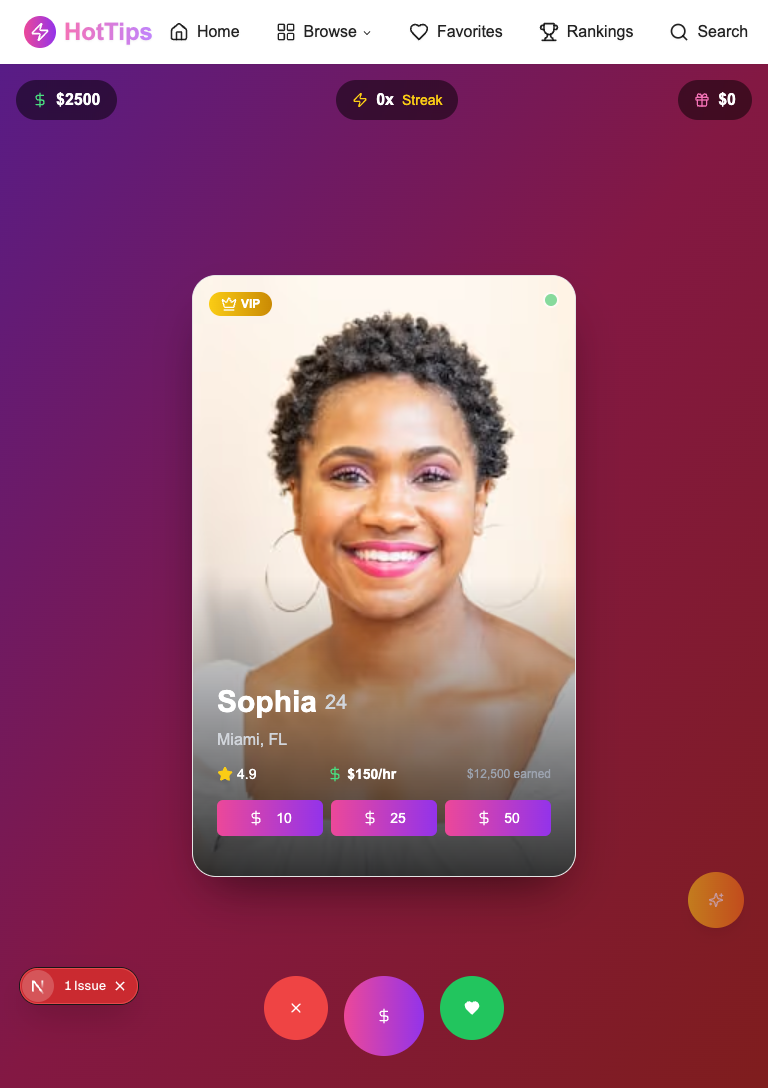 HotTips Home Browse Favorites Rankings Search
$2500 0x Streak $0
VIP
Sophia 24
Miami, FL
4.9 $150/hr $12,500 earned
$ 10 $ 25 $ 50
$
N 1 Issue